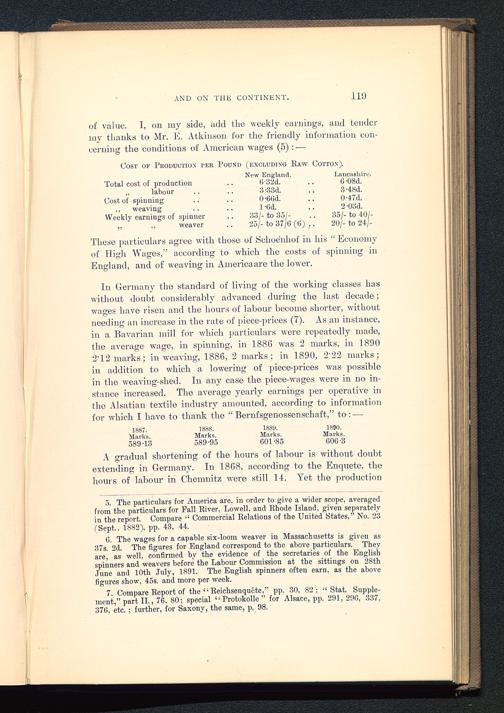 AND ON THE CONTINENT. 119
of value. I, on my side, add the weekly earnings, and tender
my thanks to Mr. E. Atkinson for the friendly information con-
cerning the conditions of American wages (5) :—
COST OF PRODUCTION PER POUND (EXCLUDING RAW COTTON).
New England. Lancashire.
Total cost of production .. 6·32d. .. 6·08d.
„ labour .. .. 3·33d. .. 3·48d.
Cost of spinning .. .. 0·66d. .. 0·47d.
„ weaving .. .. 1·6d. .. 2·03d.
Weekly earnings of spinner .. 33/- to 35/- .. 35/- to 40/-
„ „ weaver .. 25/- to 37/6 (6) .. 20/- to 24/-
These particulars agree with those of Schoenhof in his "Economy
of High Wages," according to which the costs of spinning in
England, and of weaving in Americaare the lower.
In Germany the standard of living of the working classes has
without doubt considerably advanced during the last decade;
wages have risen and the hours of labour become shorter, without
needing an increase in the rate of piece-prices (7). As an instance,
in a Bavarian mill for which particulars were repeatedly made,
the average wage, in spinning, in 1886 was 2 marks, in 1890
2·12 marks; in weaving, 1886, 2 marks; in 1890, 2·22 marks;
in addition to which a lowering of piece-prices was possible
in the weaving-shed. In any case the piece-wages were in no in-
stance increased. The average yearly earnings per operative in
the Alsatian textile industry amounted, according to information
for which I have to thank the "Bernfsgenossenschaft," to :—
1887. 1888. 1889. 1890.
Marks. Marks. Marks. Marks.
589·13 589·95 601·85 606·3
A gradual shortening of the hours of labour is without doubt
extending in Germany. In 1868, according to the Enquete, the
hours of labour in Chemnitz were still 14. Yet the production
5. The particulars for America are, in order to give a wider scope, averaged
from the particulars for Fall River, Lowell, and Rhode Island, given separately
in the report. Compare "Commercial Relations of the United States," No. 23
(Sept., 1882), pp. 43, 44.
6. The wages for a capable six-loom weaver in Massachusetts is given as
37s. 2d. The figures for England correspond to the above particulars. They
are, as well, confirmed by the evidence of the secretaries of the English
spinners and weavers before the Labour Commission at the sittings on 28th
June and 10th July, 1891. The English spinners often earn, as the above
figures show, 45s. and more per week.
7. Compare Report of the "Reichsenquête," pp. 30, 82; "Stat. Supple-
ment," part II., 76, 80; special "Protokolle" for Alsace, pp. 291, 296, 337,
376, etc.; further, for Saxony, the same, p. 98.